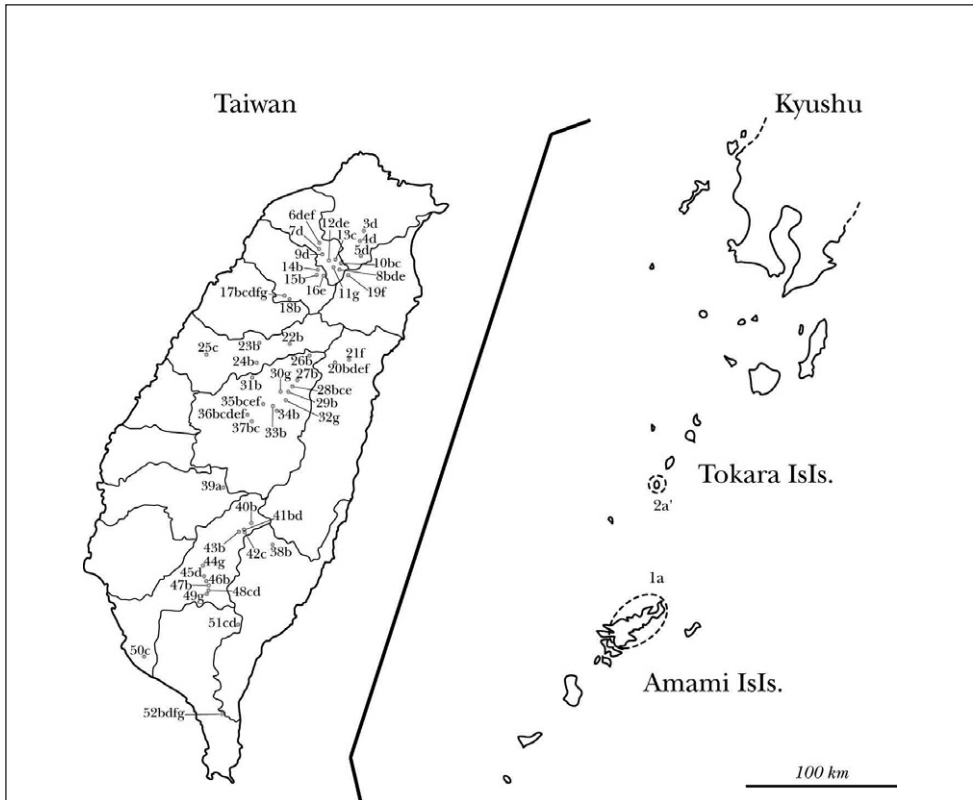 Taiwan
Kyushu
6def
12de
7d
13c
3d
4d
9d
5d
14b
10bc
15b
8bde
16e
11g
19f
17bcdfg
18b
22b
25c
23b
26b
21f
24b
20bdef
30g
27b
31b
28bce
35bcef
29b
36bcdef
34b
32g
37bc
33b
39a
40b
41bd
43b
42c
38b
44g
45d
46b
47b
48cd
49g
51cd
50c
52bdfg
Tokara IsIs.
2a'
1a
Amami IsIs.
100 km